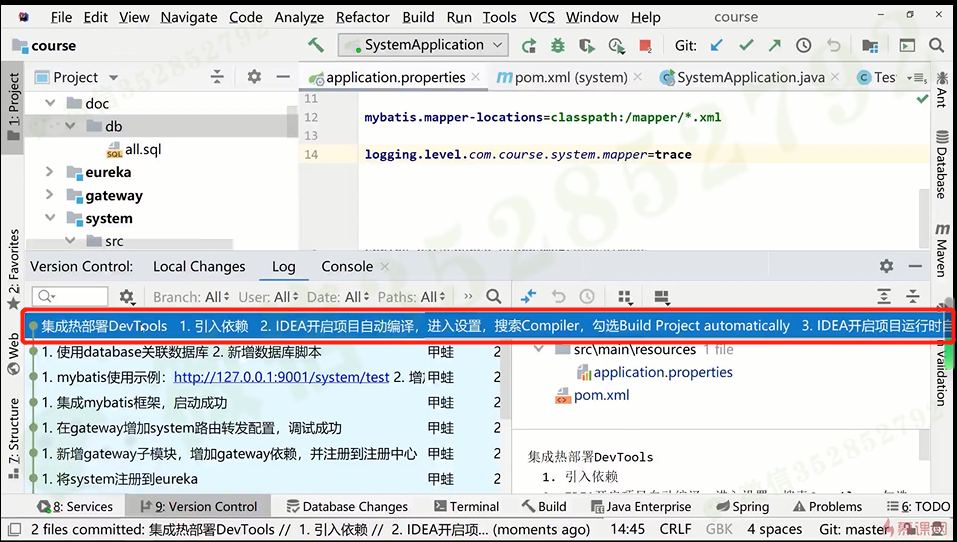 File Edit View Navigate Code Analyze Refactor Build Run Tools VCS Window Help course
course SystemApplication Git:
Project application.properties pom.xml (system) SystemApplication.java Tes
1: Project
2: Favorites
Web
Z: Structure
Ant
Database
Maven
n Validation
doc
db
all.sql
eureka
gateway
system
src
11
12 mybatis.mapper-locations=classpath:/mapper/*.xml
13
14 logging.level.com.course.system.mapper=trace
Version Control: Local Changes Log Console
Branch: All User: All Date: All Paths: All
集成热部署DevTools 1. 引入依赖 2. IDEA开启项目自动编译，进入设置，搜索Compiler，勾选Build Project automatically 3. IDEA开启项目运行时自
1. 使用database关联数据库 2. 新增数据库脚本 甲蛙 2
1. mybatis使用示例：http://127.0.0.1:9001/system/test 2. 增 甲蛙 2
1. 集成mybatis框架，启动成功 甲蛙 2
1. 在gateway增加system路由转发配置，调试成功 甲蛙 2
1. 新增gateway子模块，增加gateway依赖，并注册到注册中心 甲蛙 2
1. 将system注册到eureka 甲蛙 2
src\main\resources 1 file
application.properties
pom.xml
集成热部署DevTools
1. 引入依赖
8: Services 9: Version Control Database Changes Terminal Build Java Enterprise Spring Problems 6: TODO
2 files committed: 集成热部署DevTools // 1. 引入依赖 // 2. IDEA开启项... (moments ago) 14:45 CRLF GBK 4 spaces Git: master